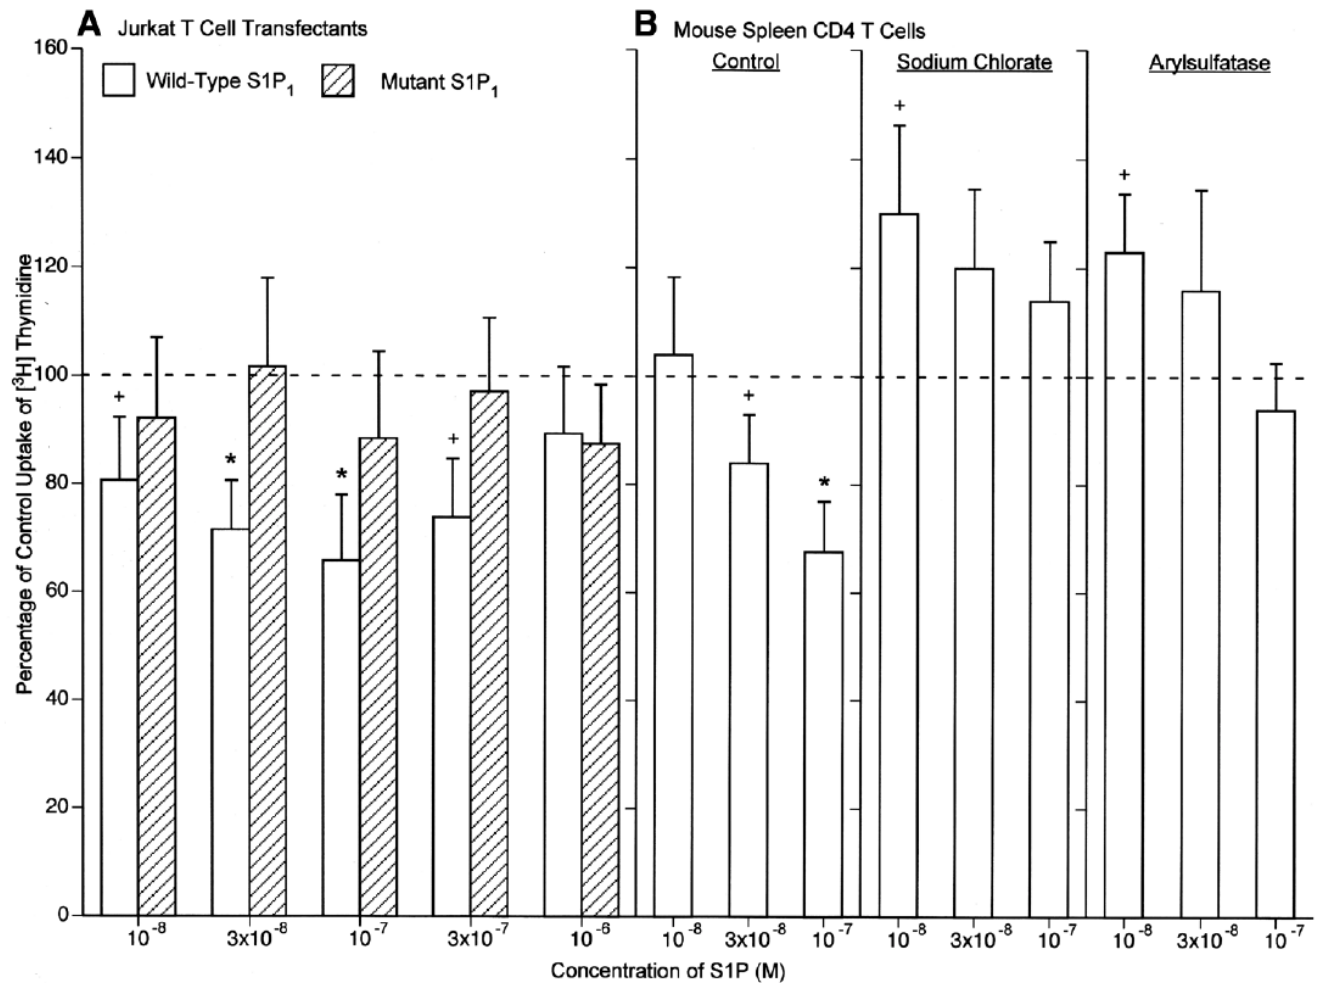 A Jurkat T Cell Transfectants
B Mouse Spleen CD4 T Cells
Wild-Type S1P₁
Mutant S1P₁
Control
Sodium Chlorate
Arylsulfatase
Percentage of Control Uptake of [³H] Thymidine
160
140
120
100
80
60
40
20
0
+
*
*
+
+
*
+
+
10⁻⁸ 3x10⁻⁸ 10⁻⁷ 3x10⁻⁷ 10⁻⁶ 10⁻⁸ 3x10⁻⁸ 10⁻⁷ 10⁻⁸ 3x10⁻⁸ 10⁻⁷ 10⁻⁸ 3x10⁻⁸ 10⁻⁷
Concentration of S1P (M)